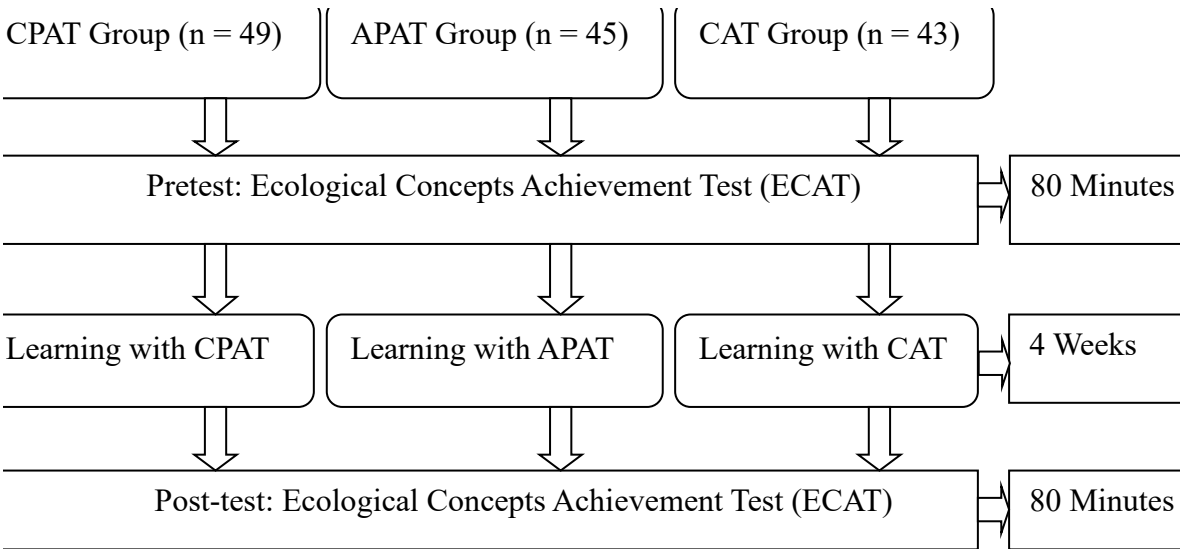 CPAT Group (n = 49)
APAT Group (n = 45)
CAT Group (n = 43)
Pretest: Ecological Concepts Achievement Test (ECAT)
80 Minutes
Learning with CPAT
Learning with APAT
Learning with CAT
4 Weeks
Post-test: Ecological Concepts Achievement Test (ECAT)
80 Minutes